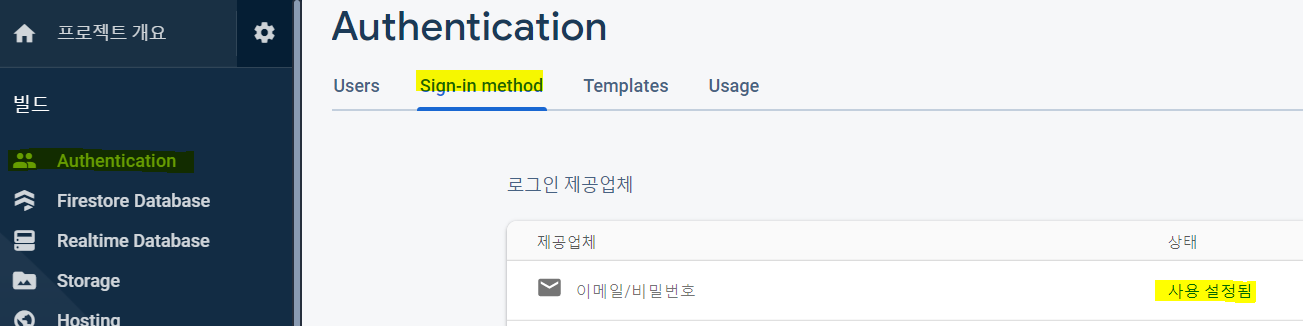 프로젝트 개요
빌드
Authentication
Firestore Database
Realtime Database
Storage
Hosting
Authentication
Users Sign-in method Templates Usage
로그인 제공업체
제공업체 상태
이메일/비밀번호 사용 설정됨